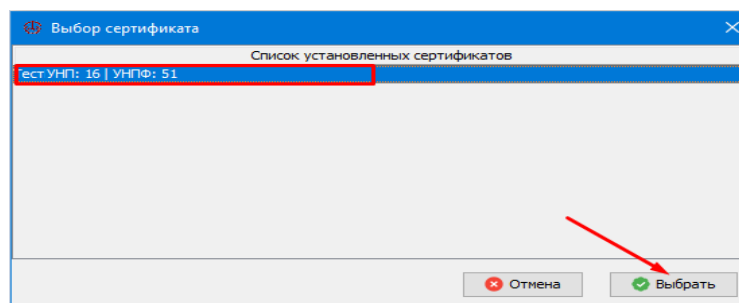 Выбор сертификата
Список установленных сертификатов
Тест УНП: 16 | УНПФ: 51
Отмена
Выбрать